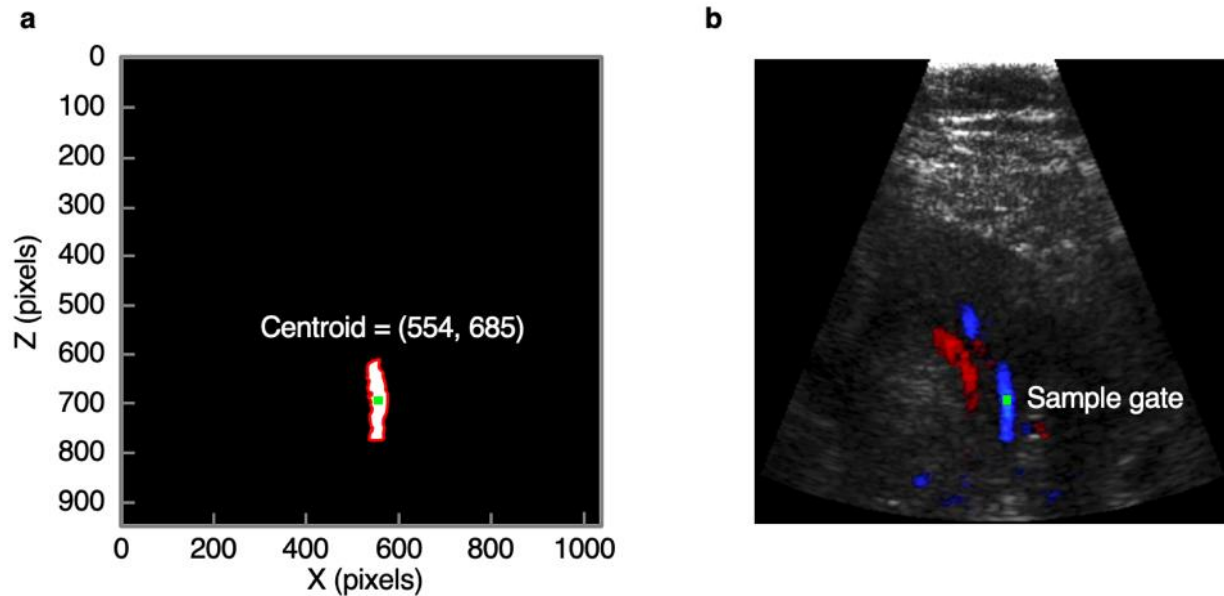 a
b
0
100
200
300
400
500
600
700
800
900
Z (pixels)
Centroid = (554, 685)
Sample gate
0 200 400 600 800 1000
X (pixels)